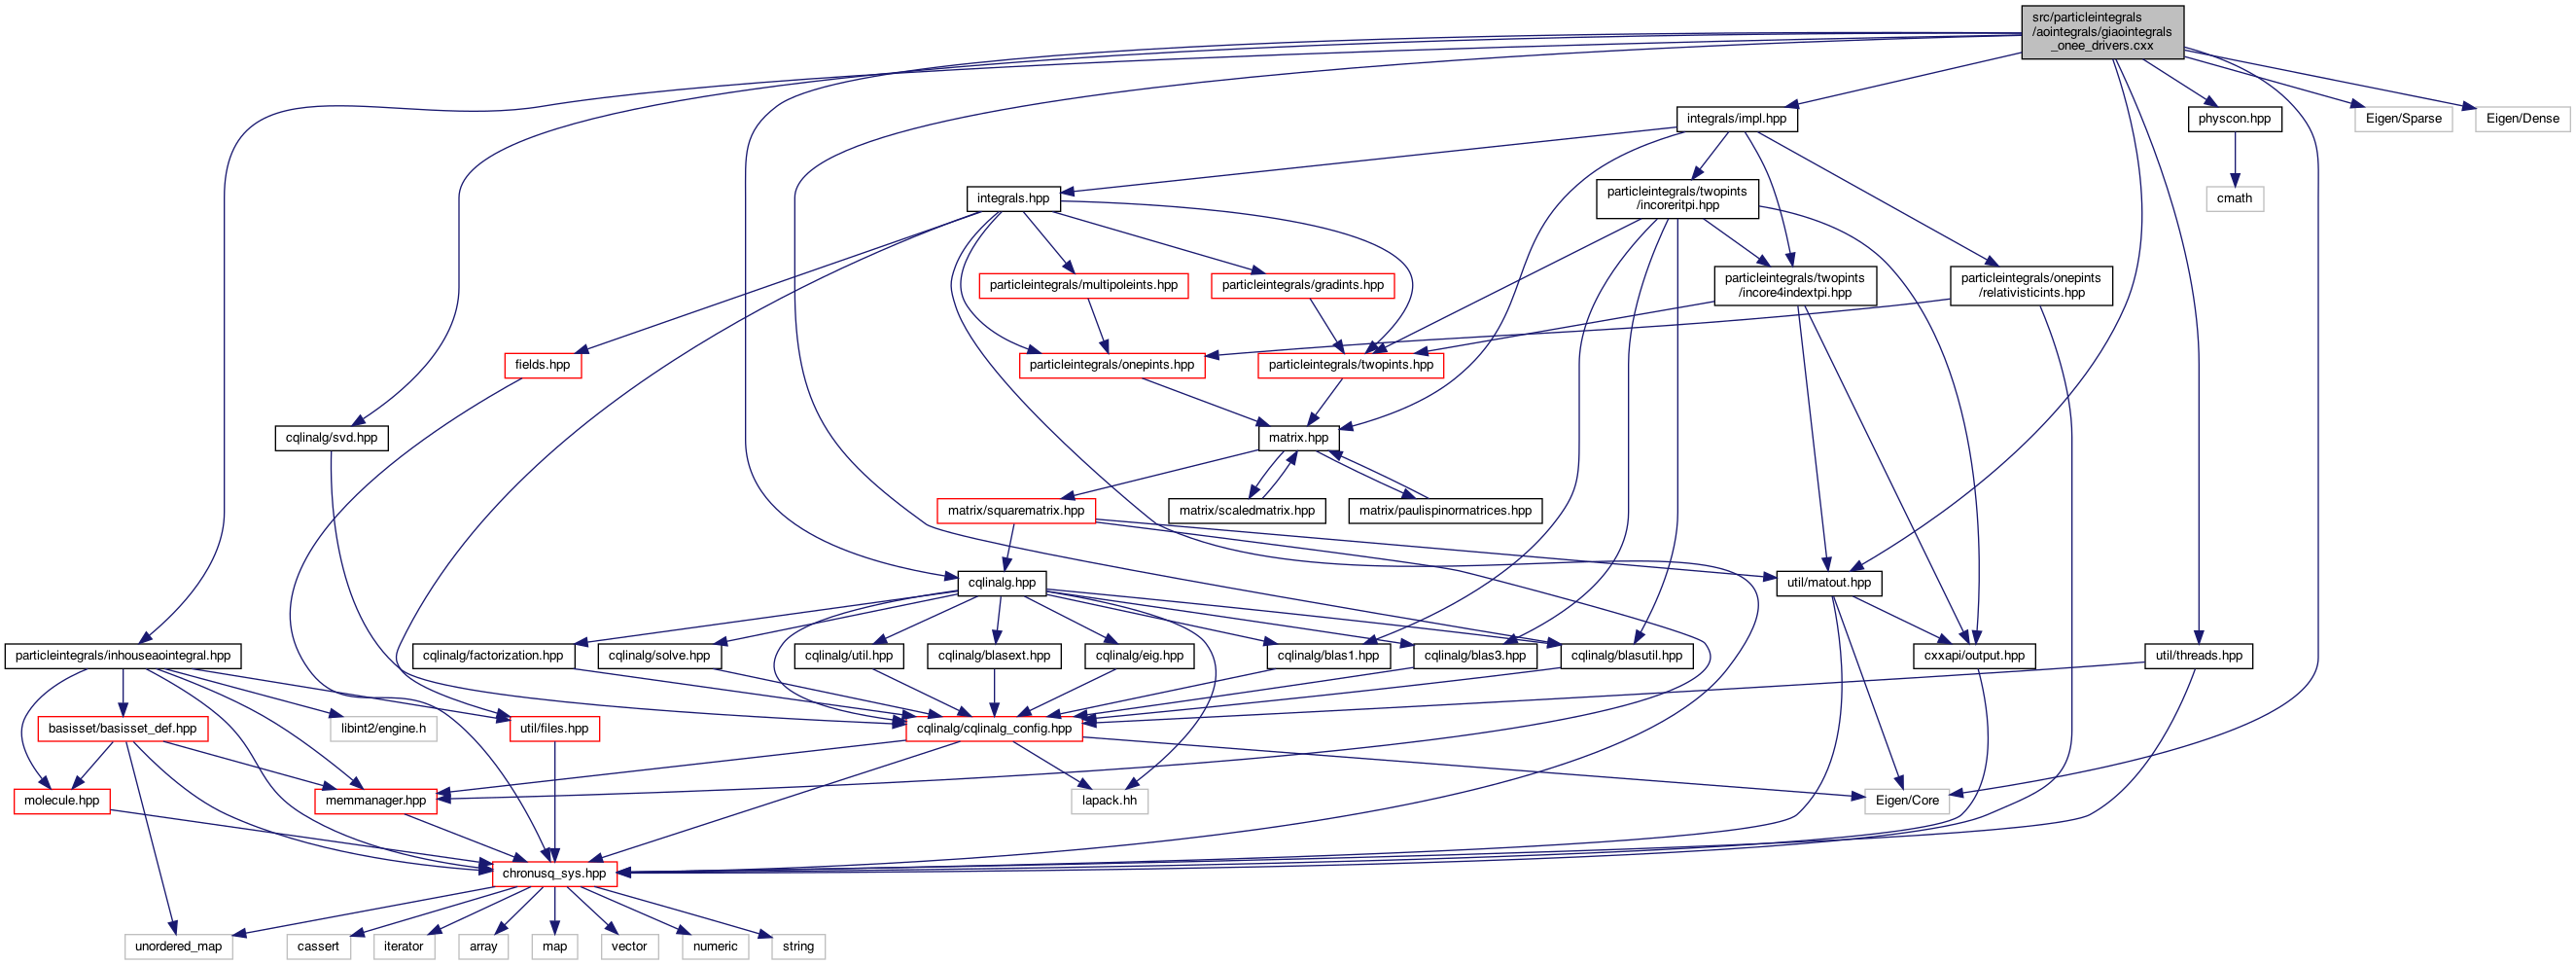 src/particleintegrals
/aointegrals/giaointegrals
_onee_drivers.cxx
integrals/impl.hpp
physcon.hpp
Eigen/Sparse
Eigen/Dense
integrals.hpp
particleintegrals/twopints
/incoreritpi.hpp
cmath
particleintegrals/multipoleints.hpp
particleintegrals/gradints.hpp
particleintegrals/twopints
/incore4indextpi.hpp
particleintegrals/onepints
/relativisticints.hpp
fields.hpp
particleintegrals/onepints.hpp
particleintegrals/twopints.hpp
cqlinalg/svd.hpp
matrix.hpp
matrix/squarematrix.hpp
matrix/scaledmatrix.hpp
matrix/paulispinormatrices.hpp
cqlinalg.hpp
util/matout.hpp
particleintegrals/inhouseaointegral.hpp
cqlinalg/factorization.hpp
cqlinalg/solve.hpp
cqlinalg/util.hpp
cqlinalg/blasext.hpp
cqlinalg/eig.hpp
cqlinalg/blas1.hpp
cqlinalg/blas3.hpp
cqlinalg/blasutil.hpp
cxxapi/output.hpp
util/threads.hpp
basisset/basisset_def.hpp
libint2/engine.h
util/files.hpp
cqlinalg/cqlinalg_config.hpp
molecule.hpp
memmanager.hpp
lapack.hh
Eigen/Core
chronusq_sys.hpp
unordered_map
cassert
iterator
array
map
vector
numeric
string